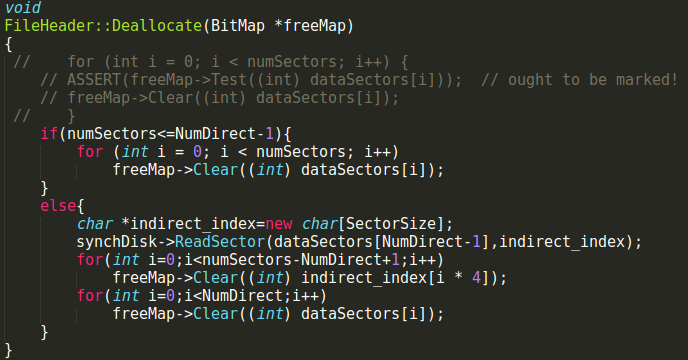 void
FileHeader::Deallocate(BitMap *freeMap)
{
 //    for (int i = 0; i < numSectors; i++) {
    // ASSERT(freeMap->Test((int) dataSectors[i]));  // ought to be marked!
    // freeMap->Clear((int) dataSectors[i]);
 //    }
    if(numSectors<=NumDirect-1){
        for (int i = 0; i < numSectors; i++)
            freeMap->Clear((int) dataSectors[i]);
    }
    else{
        char *indirect_index=new char[SectorSize];
        synchDisk->ReadSector(dataSectors[NumDirect-1],indirect_index);
        for(int i=0;i<numSectors-NumDirect+1;i++)
            freeMap->Clear((int) indirect_index[i * 4]);
        for(int i=0;i<NumDirect;i++)
            freeMap->Clear((int) dataSectors[i]);
    }
}